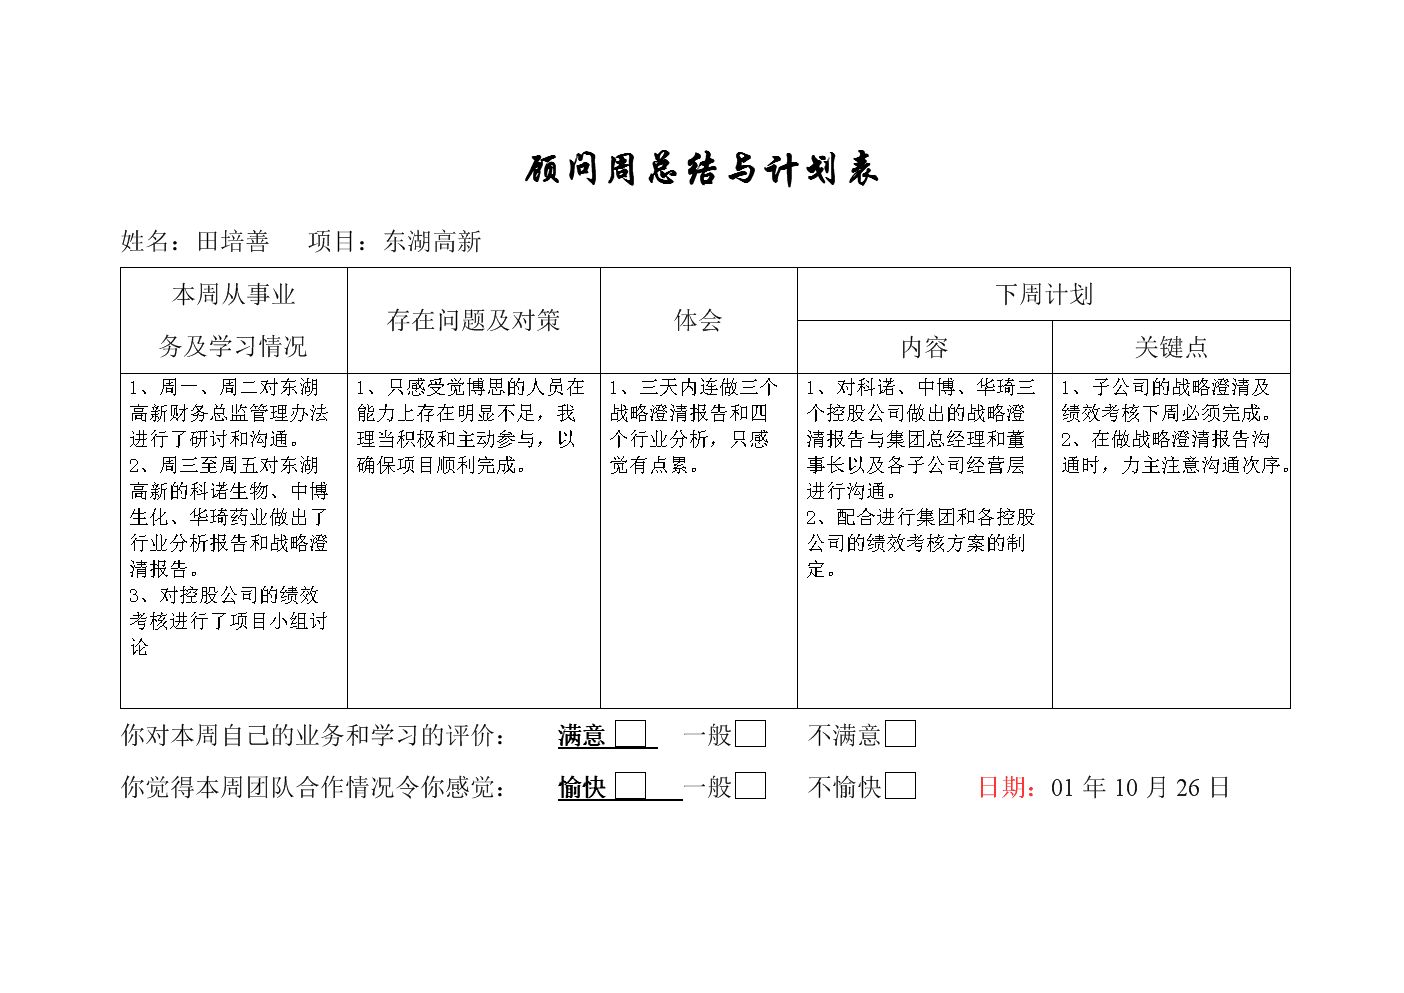 顾问周总结与计划表
姓名：田培善 项目：东湖高新
本周从事业
务及学习情况
存在问题及对策
体会
下周计划
内容
关键点
1、周一、周二对东湖
高新财务总监管理办法
进行了研讨和沟通。
2、周三至周五对东湖
高新的科诺生物、中博
生化、华琦药业做出了
行业分析报告和战略澄
清报告。
3、对控股公司的绩效
考核进行了项目小组讨
论
1、只感受觉博思的人员在
能力上存在明显不足，我
理当积极和主动参与，以
确保项目顺利完成。
1、三天内连做三个
战略澄清报告和四
个行业分析，只感
觉有点累。
1、对科诺、中博、华琦三
个控股公司做出的战略澄
清报告与集团总经理和董
事长以及各子公司经营层
进行沟通。
2、配合进行集团和各控股
公司的绩效考核方案的制
定。
1、子公司的战略澄清及
绩效考核下周必须完成。
2、在做战略澄清报告沟
通时，力主注意沟通次序。
你对本周自己的业务和学习的评价： 满意 一般 不满意
你觉得本周团队合作情况令你感觉： 愉快 一般 不愉快 日期：01 年 10 月 26 日